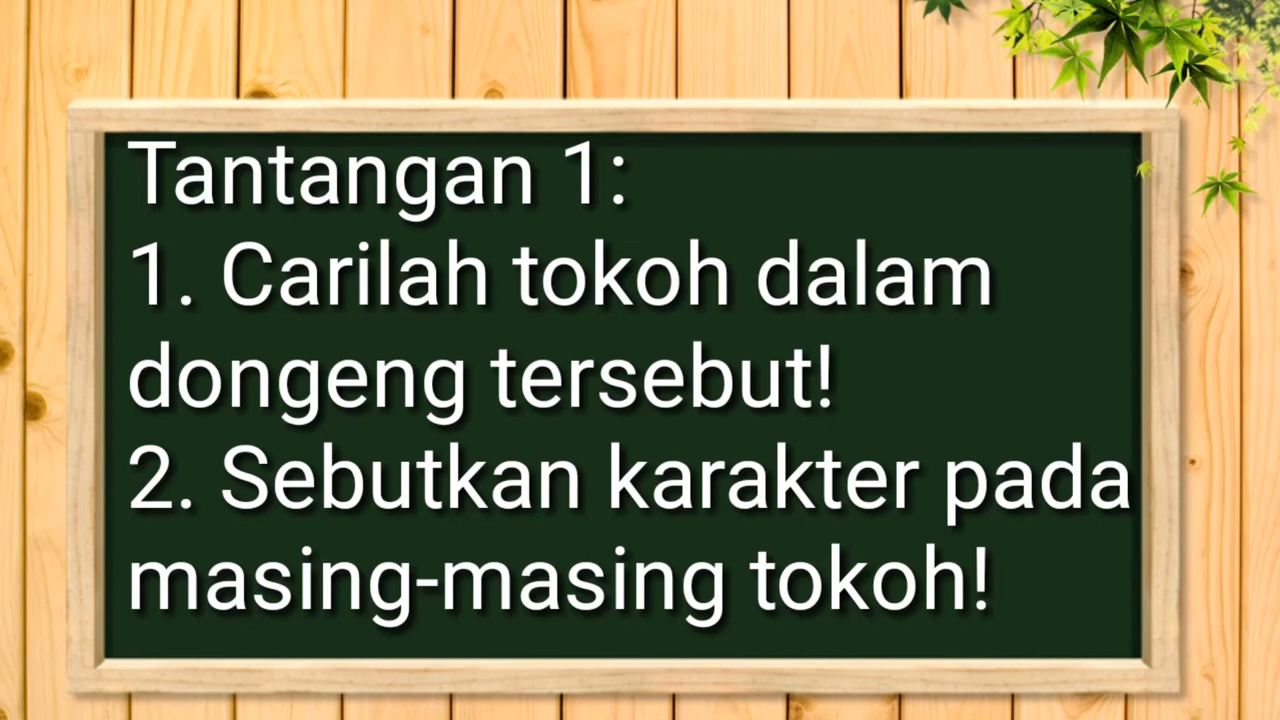 Tantangan 1:
1. Carilah tokoh dalam
dongeng tersebut!
2. Sebutkan karakter pada
masing-masing tokoh!